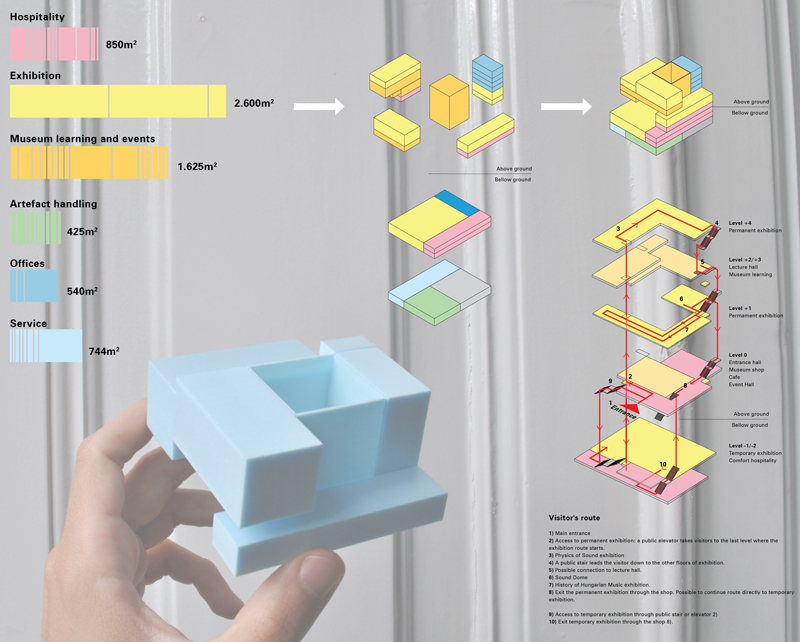 Hospitality
850m²
Exhibition
2.600m²
Museum learning and events
1.625m²
Artefact handling
425m²
Offices
540m²
Service
744m²
Above ground
Bellow ground
Above ground
Bellow ground
3
4
Level +4
Permanent exhibition
5
Level +2/+3
Lecture hall
Museum learning
6
7
Level +1
Permament exhibition
Level 0
Entrance hall
Museum shop
Cafe
Event Hall
9
2
8
1
Entrance
Above ground
Bellow ground
Level -1/-2
Temporary exhibition
Comfort hospitality
10
Visitor's route
1) Main entrance
2) Access to permanent exhibition: a public elevator takes visitors to the last level where the
exhibition route starts.
3) Physics of Sound exhibition
4) A public stair leads the visitor down to the other floors of exhibition.
5) Possible connection to lecture hall.
6) Sound Dome
7) History of Hungarian Music exhibition.
8) Exit the permanent exhibition through the shop. Possible to continue route directly to temporary
exhibition.
9) Access to temporary exhibition through public stair or elevator 2)
10) Exit temporary exhibition through the shop 8).